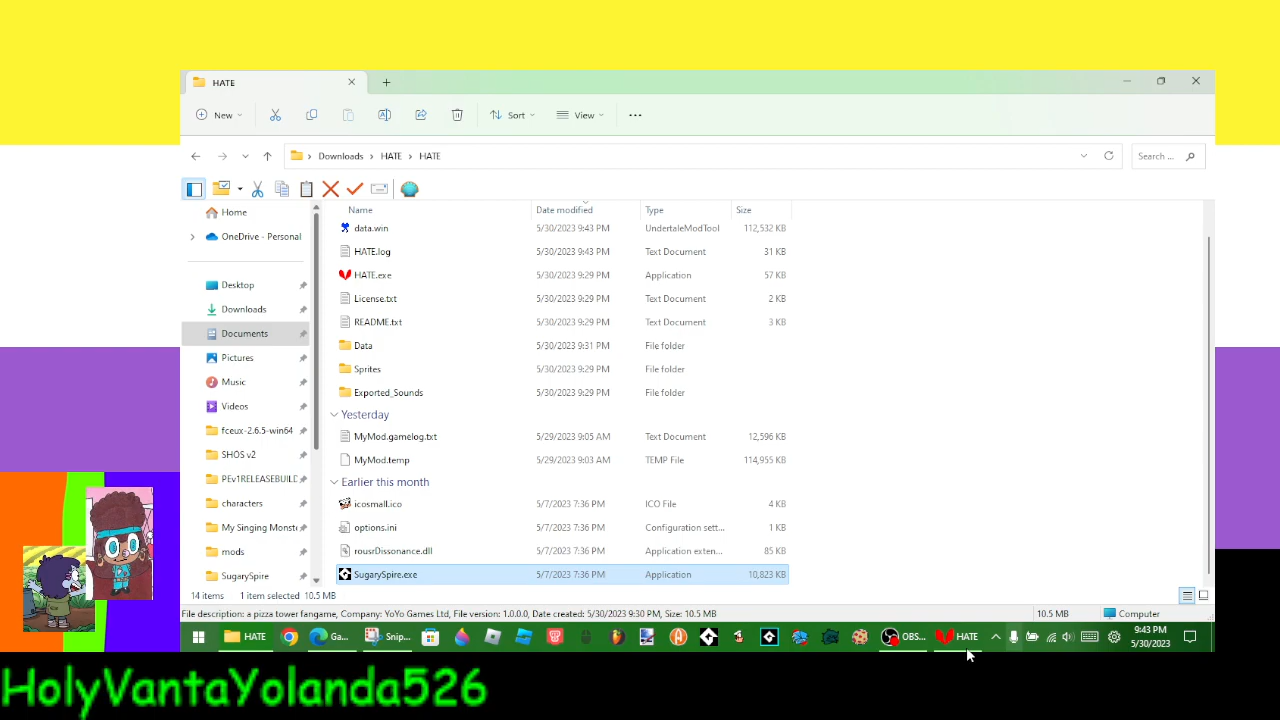 HATE
New
Sort
View
Downloads > HATE > HATE
Search ...
Name Date modified Type Size
Home
OneDrive - Personal
Desktop
Downloads
Documents
Pictures
Music
Videos
fceux-2.6.5-win64
SHOS v2
PEv1RELEASEBUILD
characters
My Singing Monst
mods
SugarySpire
data.win 5/30/2023 9:43 PM UndertaleModTool 112,532 KB
HATE.log 5/30/2023 9:43 PM Text Document 31 KB
HATE.exe 5/30/2023 9:29 PM Application 57 KB
License.txt 5/30/2023 9:29 PM Text Document 2 KB
README.txt 5/30/2023 9:29 PM Text Document 3 KB
Data 5/30/2023 9:31 PM File folder
Sprites 5/30/2023 9:29 PM File folder
Exported_Sounds 5/30/2023 9:29 PM File folder
Yesterday
MyMod.gamelog.txt 5/29/2023 9:05 AM Text Document 12,596 KB
MyMod.temp 5/29/2023 9:03 AM TEMP File 114,955 KB
Earlier this month
icosmall.ico 5/7/2023 7:36 PM ICO File 4 KB
options.ini 5/7/2023 7:36 PM Configuration sett... 1 KB
rousrDissonance.dll 5/7/2023 7:36 PM Application exten... 85 KB
SugarySpire.exe 5/7/2023 7:36 PM Application 10,823 KB
14 items 1 item selected 10.5 MB
File description: a pizza tower fangame, Company: YoYo Games Ltd, File version: 1.0.0.0, Date created: 5/30/2023 9:30 PM, Size: 10.5 MB 10.5 MB Computer
HATE Ga... Snip... OBS... HATE 9:43 PM
5/30/2023
HolyVantaYolanda526